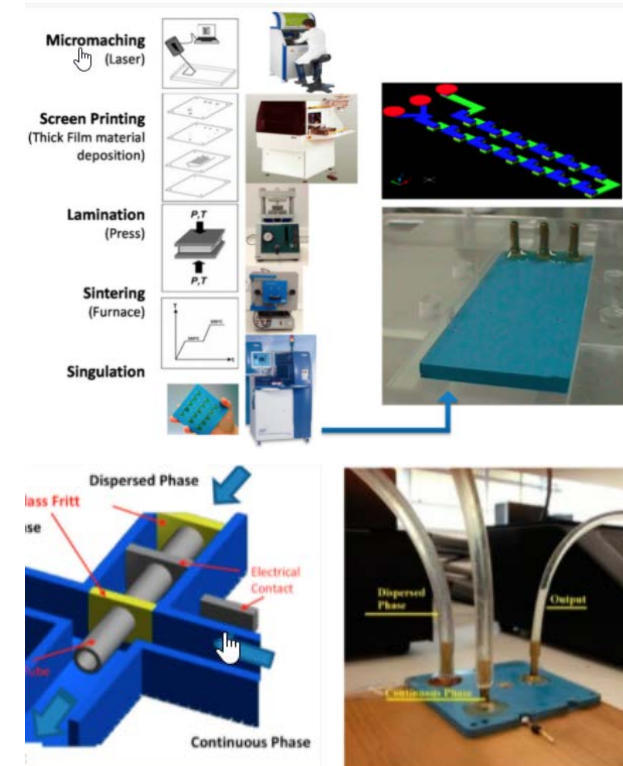 Micromaching
(Laser)
Screen Printing
(Thick Film material
deposition)
Lamination
(Press)
P,T
P,T
Sintering
(Furnace)
T
t
Singulation
Dispersed Phase
lass Fritt
se
Electrical
Contact
ube
Continuous Phase
Dispersed
Phase
Output
Continuous Phase